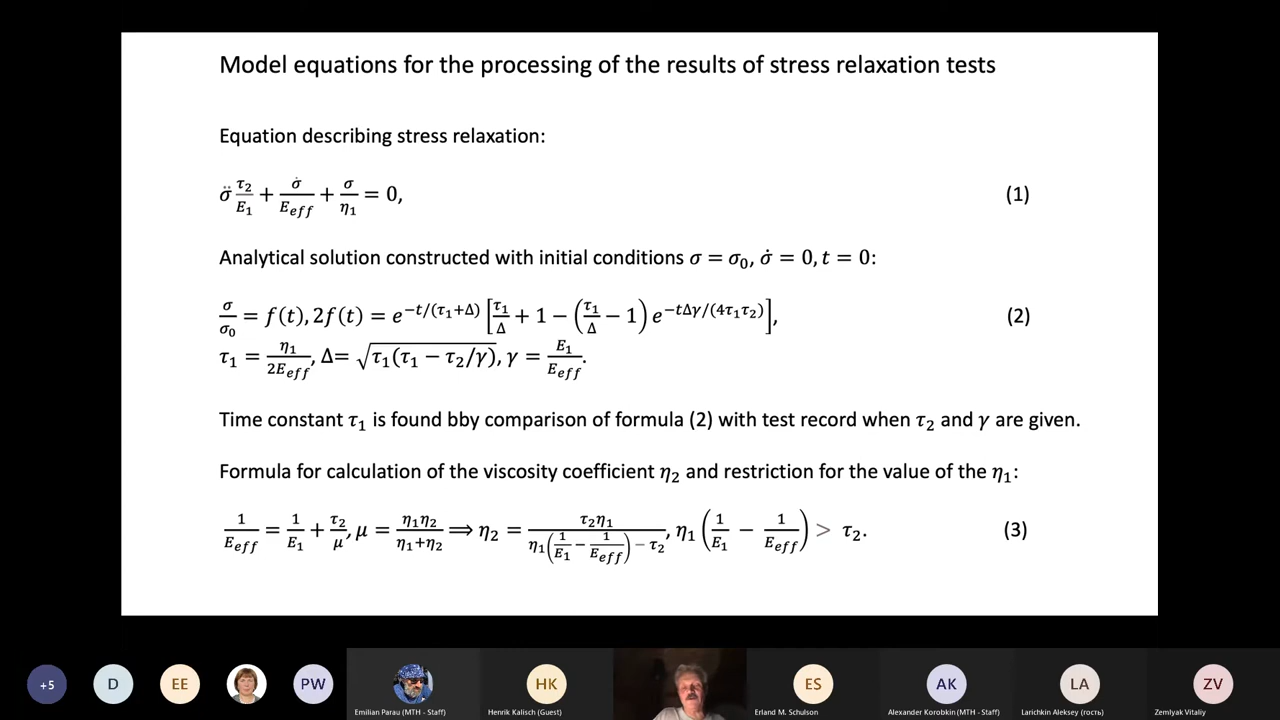 Model equations for the processing of the results of stress relaxation tests
Equation describing stress relaxation:
σ̈ τ₂/E₁ + σ̇/E_eff + σ/η₁ = 0, (1)
Analytical solution constructed with initial conditions σ = σ₀, σ̇ = 0, t = 0:
σ/σ₀ = f(t), 2f(t) = e^{−t/(τ₁+Δ)} [τ₁/Δ + 1 − (τ₁/Δ − 1) e^{−tΔγ/(4τ₁τ₂)}], (2)
τ₁ = η₁/2E_eff, Δ= √(τ₁(τ₁ − τ₂/γ)), γ = E₁/E_eff.
Time constant τ₁ is found bby comparison of formula (2) with test record when τ₂ and γ are given.
Formula for calculation of the viscosity coefficient η₂ and restriction for the value of the η₁:
1/E_eff = 1/E₁ + τ₂/μ, μ = η₁η₂/(η₁+η₂) ⟹ η₂ = τ₂η₁/(η₁(1/E₁ − 1/E_eff) − τ₂), η₁(1/E₁ − 1/E_eff) > τ₂. (3)
+5 D EE PW HK ES AK LA ZV
Emilian Parau (MTH - Staff) Henrik Kalisch (Guest) Erland M. Schulson Alexander Korobkin (MTH - Staff) Larichkin Aleksey (гость) Zemlyak Vitaliy